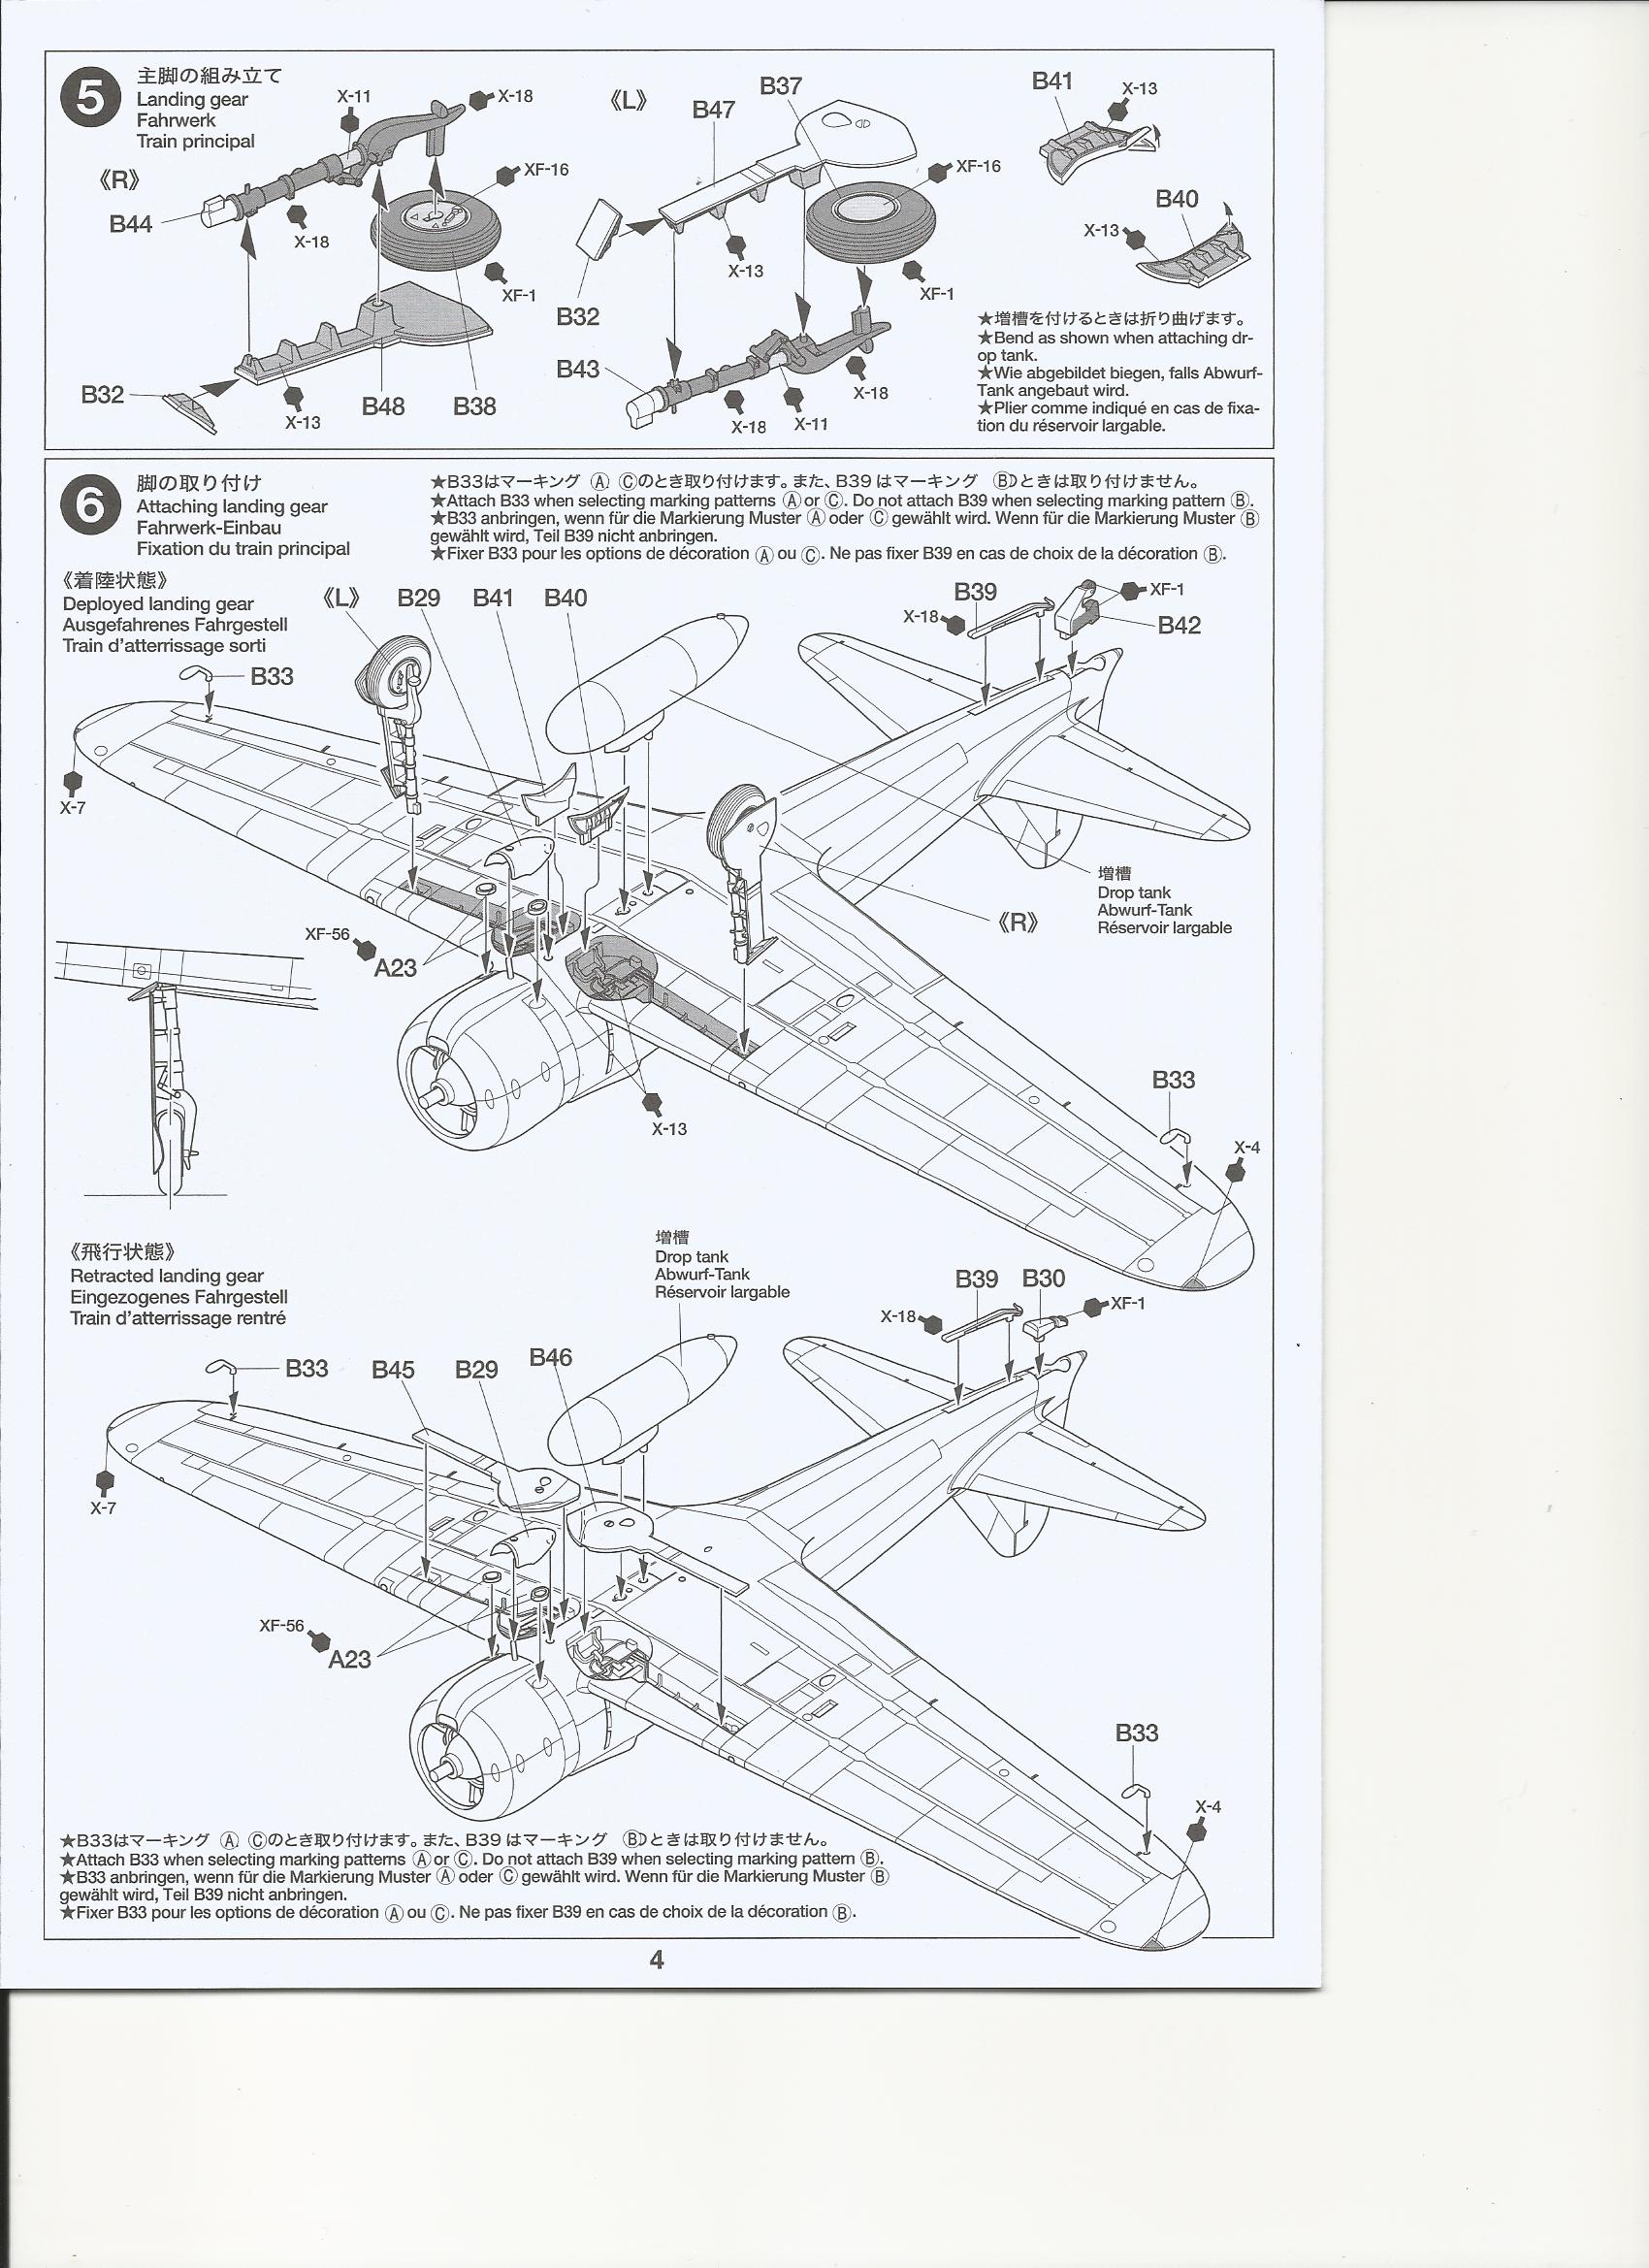 5
主脚の組み立て
Landing gear
Fahrwerk
Train principal
《R》
X-11
X-18
XF-16
B44
X-18
XF-1
B32
X-13
B48
B38
《L》
B47
B37
XF-16
X-13
XF-1
B32
B43
X-18
X-11
X-18
B41
X-13
B40
X-13
★増槽を付けるときは折り曲げます。
★Bend as shown when attaching dr-
op tank.
★Wie abgebildet biegen, falls Abwurf-
Tank angebaut wird.
★Plier comme indiqué en cas de fixa-
tion du réservoir largable.
6
脚の取り付け
Attaching landing gear
Fahrwerk-Einbau
Fixation du train principal
★B33はマーキング Ⓐ Ⓒのとき取り付けます。また、B39 はマーキング Ⓑときは取り付けません。
★Attach B33 when selecting marking patterns Ⓐ or Ⓒ. Do not attach B39 when selecting marking pattern Ⓑ.
★B33 anbringen, wenn für die Markierung Muster Ⓐ oder Ⓒ gewählt wird. Wenn für die Markierung Muster Ⓑ
gewählt wird, Teil B39 nicht anbringen.
★Fixer B33 pour les options de décoration Ⓐ ou Ⓒ. Ne pas fixer B39 en cas de choix de la décoration Ⓑ.
《着陸状態》
Deployed landing gear
Ausgefahrenes Fahrgestell
Train d'atterrissage sorti
《L》
B29
B41
B40
B39
X-18
XF-1
B42
B33
X-7
増槽
Drop tank
Abwurf-Tank
Réservoir largable
《R》
XF-56
A23
X-13
B33
X-4
《飛行状態》
Retracted landing gear
Eingezogenes Fahrgestell
Train d'atterrissage rentré
増槽
Drop tank
Abwurf-Tank
Réservoir largable
B39
B30
X-18
XF-1
B33
B45
B29
B46
X-7
XF-56
A23
B33
X-4
★B33はマーキング Ⓐ Ⓒのとき取り付けます。また、B39 はマーキング Ⓑときは取り付けません。
★Attach B33 when selecting marking patterns Ⓐ or Ⓒ. Do not attach B39 when selecting marking pattern Ⓑ.
★B33 anbringen, wenn für die Markierung Muster Ⓐ oder Ⓒ gewählt wird. Wenn für die Markierung Muster Ⓑ
gewählt wird, Teil B39 nicht anbringen.
★Fixer B33 pour les options de décoration Ⓐ ou Ⓒ. Ne pas fixer B39 en cas de choix de la décoration Ⓑ.
4